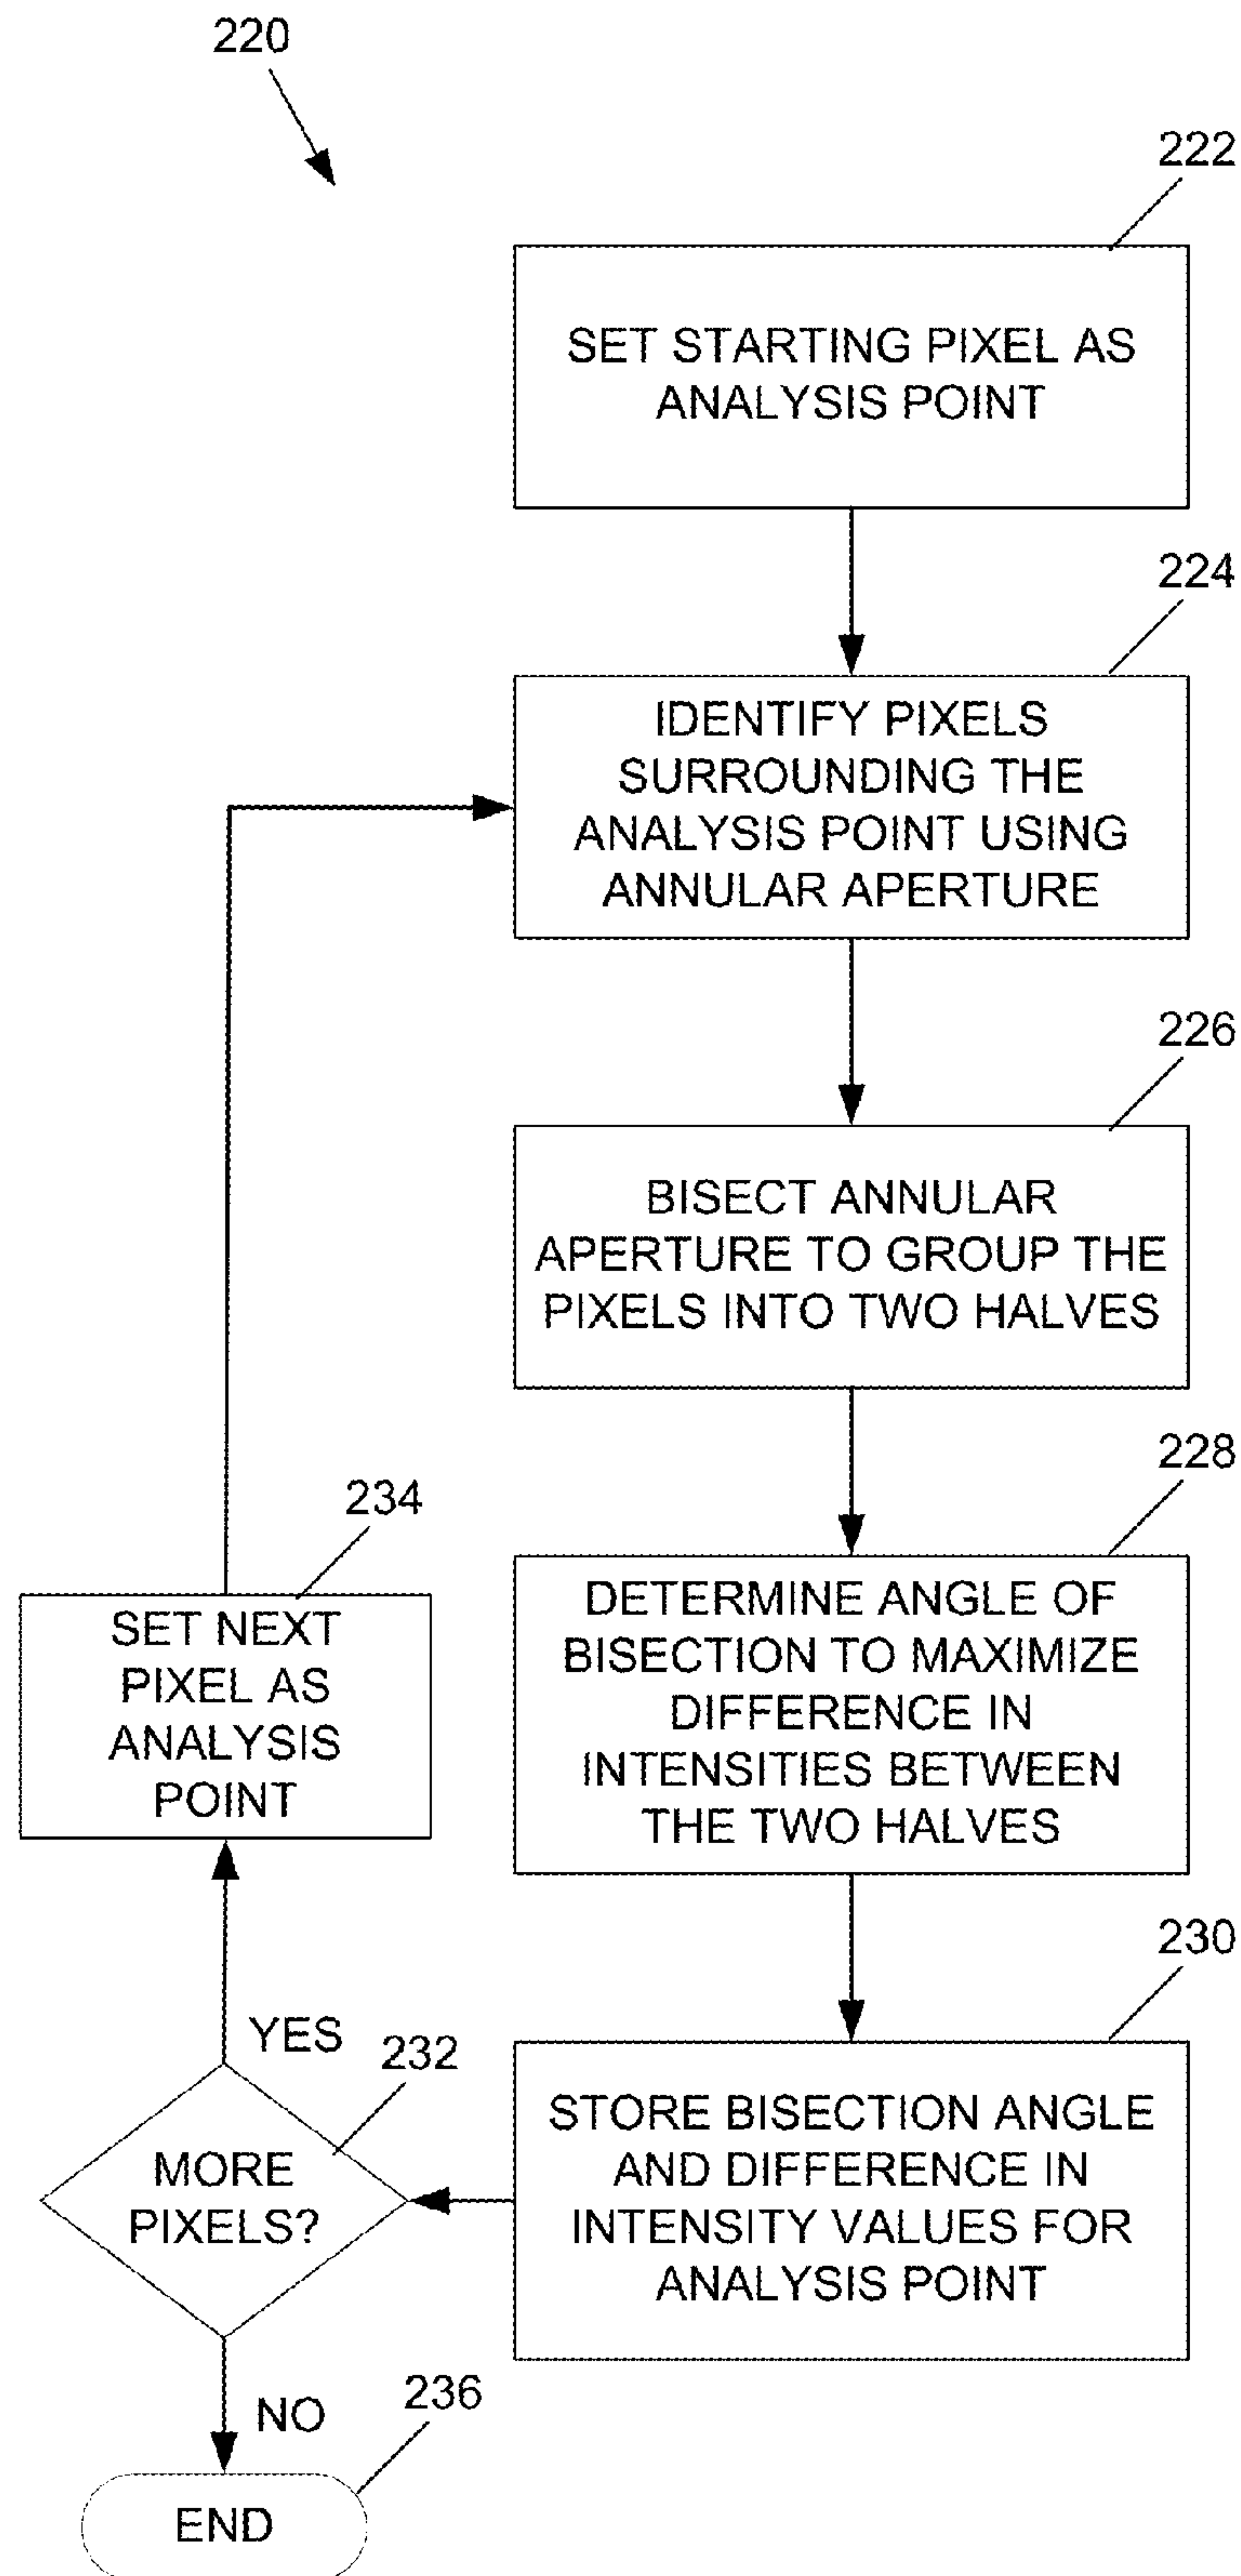 220
222
SET STARTING PIXEL AS
ANALYSIS POINT
224
IDENTIFY PIXELS
SURROUNDING THE
ANALYSIS POINT USING
ANNULAR APERTURE
226
BISECT ANNULAR
APERTURE TO GROUP THE
PIXELS INTO TWO HALVES
228
DETERMINE ANGLE OF
BISECTION TO MAXIMIZE
DIFFERENCE IN
INTENSITIES BETWEEN
THE TWO HALVES
230
STORE BISECTION ANGLE
AND DIFFERENCE IN
INTENSITY VALUES FOR
ANALYSIS POINT
232
MORE
PIXELS?
YES
234
SET NEXT
PIXEL AS
ANALYSIS
POINT
NO
236
END